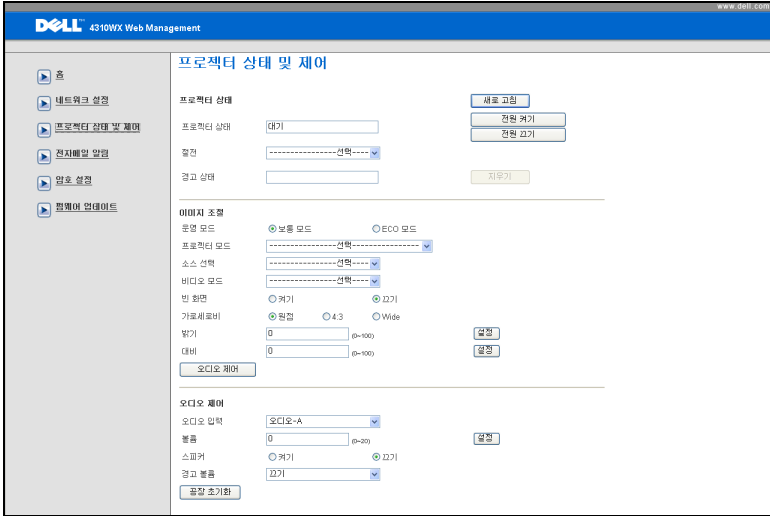 www.dell.com
DELL™ 4310WX Web Management
홈
네트워크 설정
프로젝터 상태 및 제어
전자메일 알림
암호 설정
펌웨어 업데이트
프로젝터 상태 및 제어
프로젝터 상태 새로 고침
전원 켜기
프로젝터 상태 대기
전원 끄기
절전 ----------------선택----
경고 상태 지우기
이미지 조절
운영 모드 보통 모드 ECO 모드
프로젝터 모드 ----------------선택----------------
소스 선택 ----------------선택----
비디오 모드 ----------------선택----
빈 화면 켜기 끄기
가로세로비 원점 4:3 Wide
밝기 0 (0~100) 설정
대비 0 (0~100) 설정
오디오 제어
오디오 제어
오디오 입력 오디오-A
볼륨 0 (0~20) 설정
스피커 켜기 끄기
경고 볼륨 끄기
공장 초기화